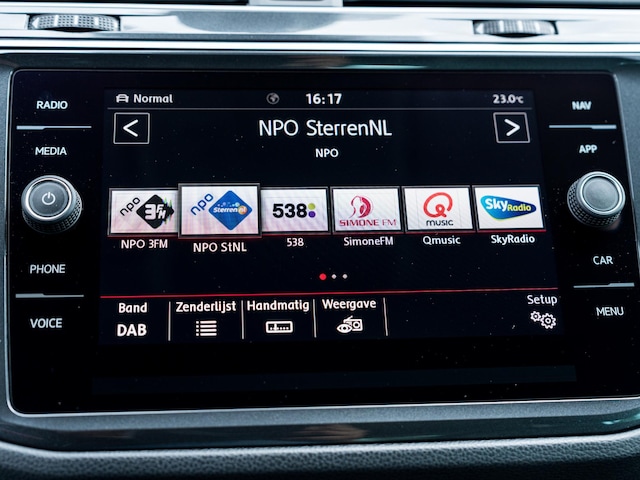 RADIO
MEDIA
PHONE
VOICE
Normal
16:17
23.0°C
< NPO SterrenNL >
NPO
npo 3FM
npo Sterren.nl
538
SIMONE FM
Q MUSIC
Sky Radio
NPO 3FM
NPO StNL
538
SimoneFM
Qmusic
SkyRadio
Band
DAB
Zenderlijst
Handmatig
Weergave
Setup
NAV
APP
CAR
MENU